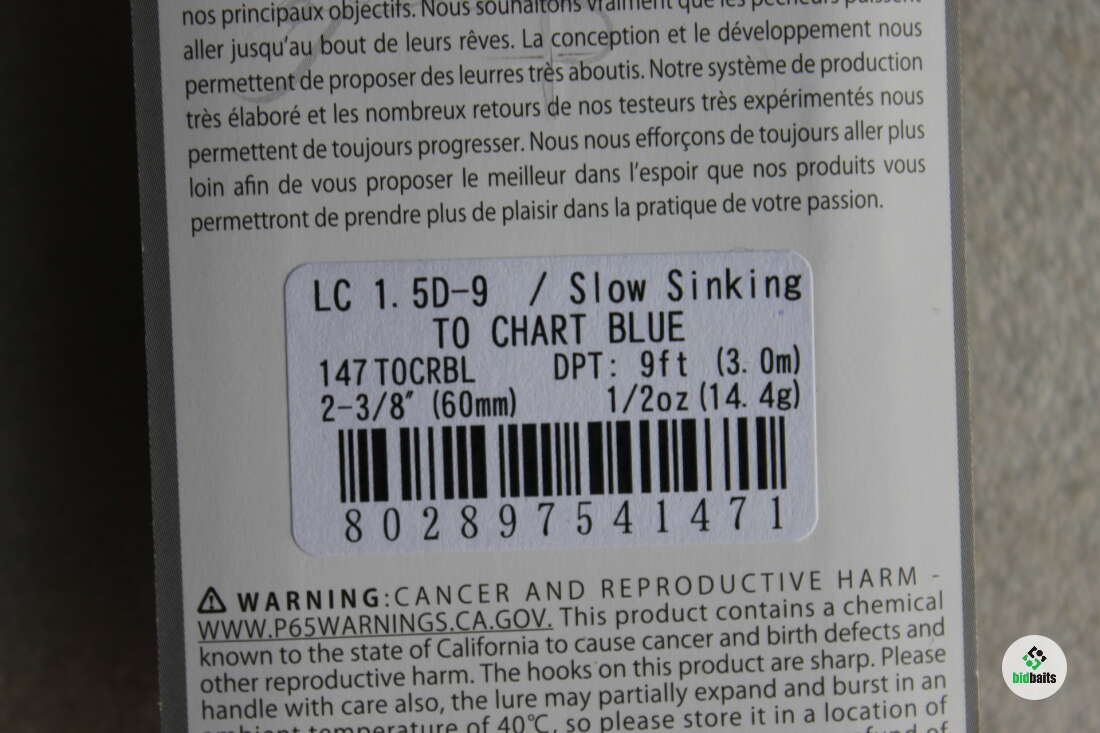 nos principaux objectifs. Nous souhaitons vraiment que les pêcheurs puissent
aller jusqu'au bout de leurs rêves. La conception et le développement nous
permettent de proposer des leurres très aboutis. Notre système de production
très élaboré et les nombreux retours de nos testeurs très expérimentés nous
permettent de toujours progresser. Nous nous efforçons de toujours aller plus
loin afin de vous proposer le meilleur dans l'espoir que nos produits vous
permettront de prendre plus de plaisir dans la pratique de votre passion.
LC 1.5D-9 / Slow Sinking
TO CHART BLUE
147TOCRBL DPT: 9ft (3.0m)
2-3/8" (60mm) 1/2oz(14.4g)
802897541471
⚠ WARNING:CANCER AND REPRODUCTIVE HARM -
WWW.P65WARNINGS.CA.GOV. This product contains a chemical
known to the state of California to cause cancer and birth defects and
other reproductive harm. The hooks on this product are sharp. Please
handle with care also, the lure may partially expand and burst in an
ambient temperature of 40℃, so please store it in a location of
refund of
bidbaits